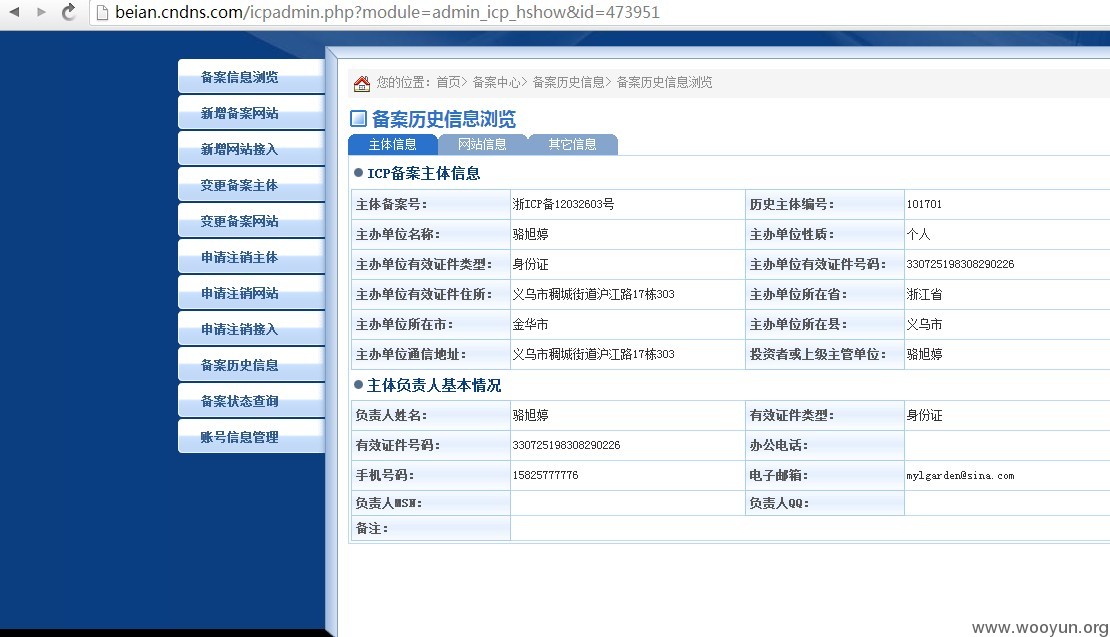 beian.cndns.com/icpadmin.php?module=admin_icp_hshow&id=473951
备案信息浏览
新增备案网站
新增网站接入
变更备案主体
变更备案网站
申请注销主体
申请注销网站
申请注销接入
备案历史信息
备案状态查询
账号信息管理
您的位置：首页> 备案中心> 备案历史信息> 备案历史信息浏览
备案历史信息浏览
主体信息 网站信息 其它信息
ICP备案主体信息
主体备案号： 浙ICP备12032603号 历史主体编号： 101701
主办单位名称： 骆旭婷 主办单位性质： 个人
主办单位有效证件类型： 身份证 主办单位有效证件号码： 330725198308290226
主办单位有效证件住所： 义乌市稠城街道沪江路17栋303 主办单位所在省： 浙江省
主办单位所在市： 金华市 主办单位所在县： 义乌市
主办单位通信地址： 义乌市稠城街道沪江路17栋303 投资者或上级主管单位： 骆旭婷
主体负责人基本情况
负责人姓名： 骆旭婷 有效证件类型： 身份证
有效证件号码： 330725198308290226 办公电话：
手机号码： 15825777776 电子邮箱： mylgarden@sina.com
负责人MSN： 负责人QQ：
备注：
www.wooyun.org